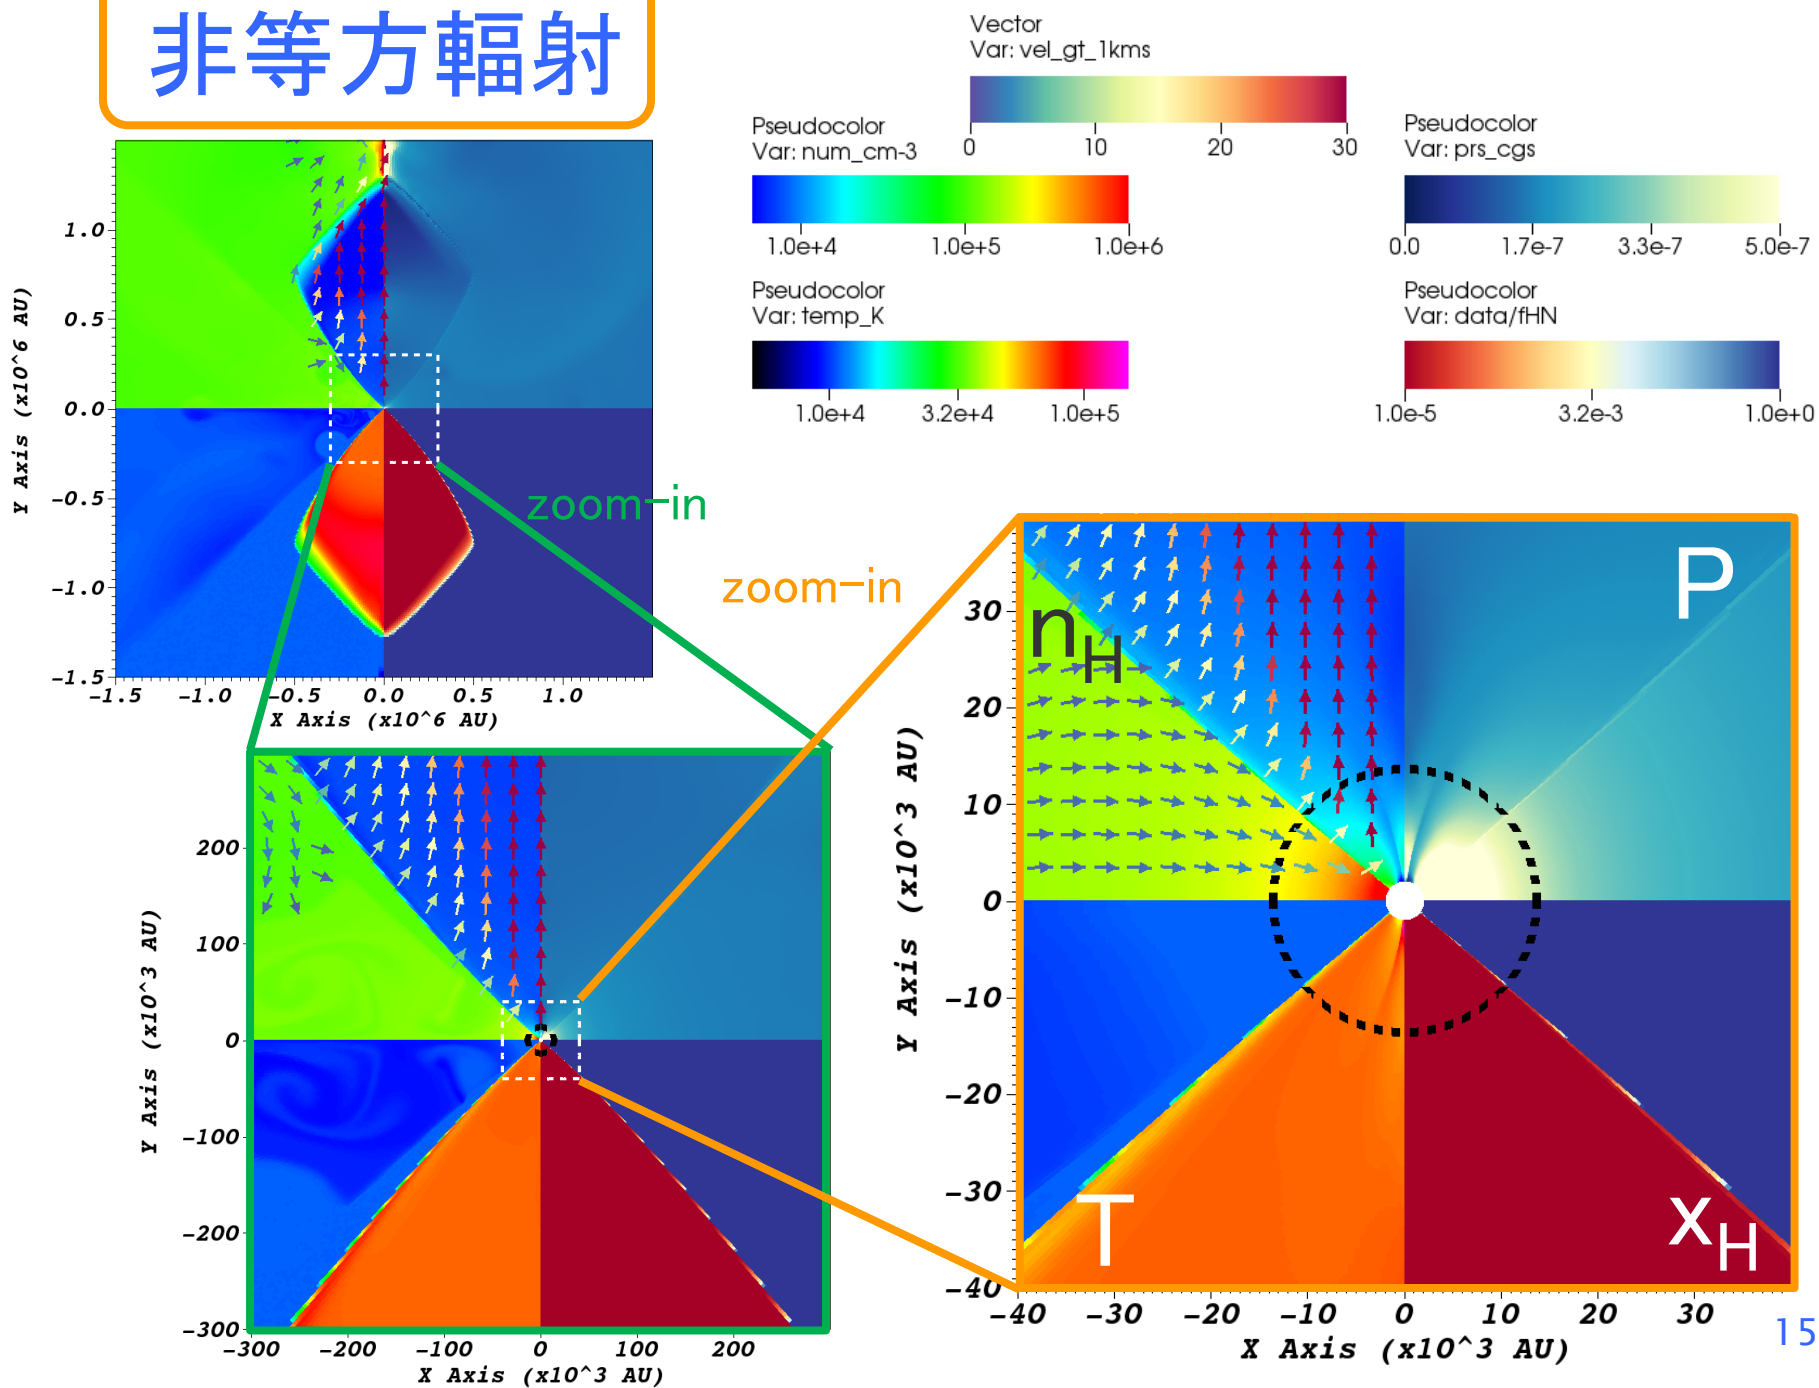 非等方輻射
Vector
Var: vel_gt_1kms
0 10 20 30
Pseudocolor
Var: num_cm-3
1.0e+4 1.0e+5 1.0e+6
Pseudocolor
Var: prs_cgs
0.0 1.7e-7 3.3e-7 5.0e-7
Pseudocolor
Var: temp_K
1.0e+4 3.2e+4 1.0e+5
Pseudocolor
Var: data/fHN
1.0e-5 3.2e-3 1.0e+0
Y Axis (x10^6 AU)
1.0
0.5
0.0
-0.5
-1.0
-1.5
-1.5 -1.0 -0.5 0.0 0.5 1.0
X Axis (x10^6 AU)
zoom-in
zoom-in
Y Axis (x10^3 AU)
200
100
0
-100
-200
-300
-300 -200 -100 0 100 200
X Axis (x10^3 AU)
Y Axis (x10^3 AU)
30
20
10
0
-10
-20
-30
-40
-40 -30 -20 -10 0 10 20 30
X Axis (x10^3 AU)
nH
P
T
xH
15